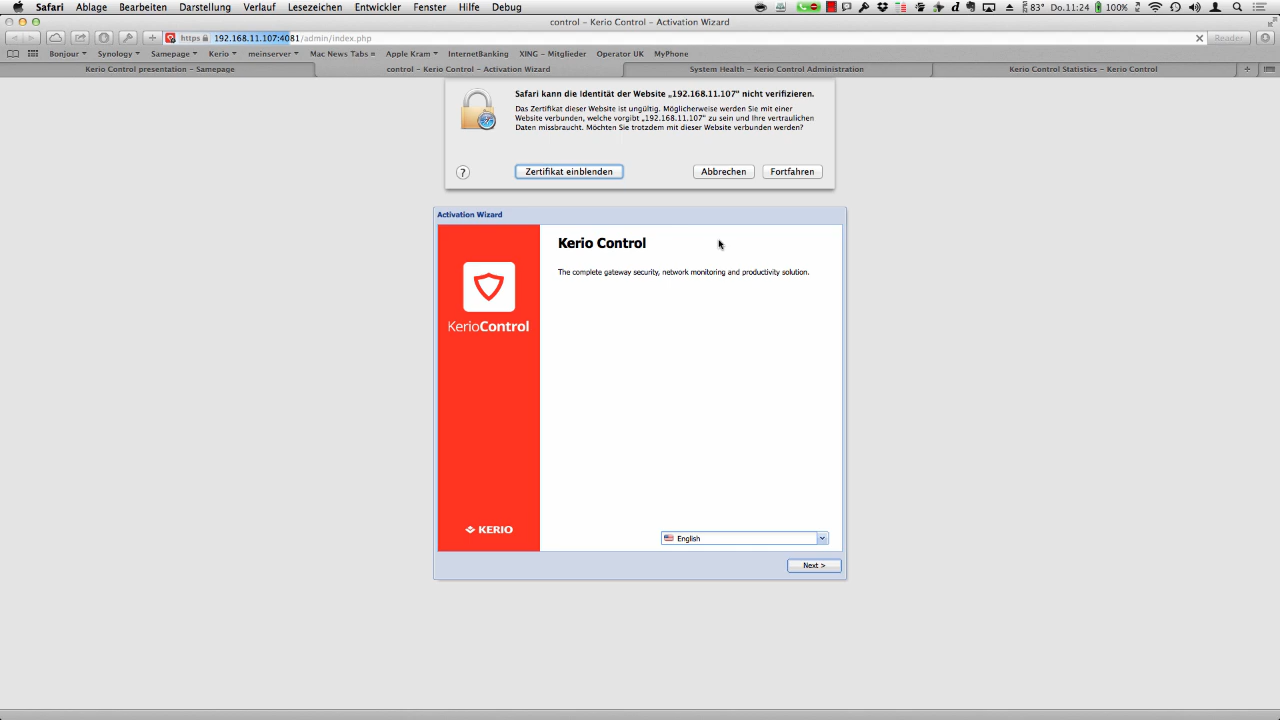 Safari Ablage Bearbeiten Darstellung Verlauf Lesezeichen Entwickler Fenster Hilfe Debug 83° Do.11:24 100%
control – Kerio Control – Activation Wizard
https 192.168.11.107:4081/admin/index.php Reader
Bonjour Synology Samepage Kerio meinserver Mac News Tabs Apple Kram InternetBanking XING – Mitglieder Operator UK MyPhone
Kerio Control presentation – Samepage control – Kerio Control – Activation Wizard System Health – Kerio Control Administration Kerio Control Statistics – Kerio Control
Safari kann die Identität der Website „192.168.11.107“ nicht verifizieren.
Das Zertifikat dieser Website ist ungültig. Möglicherweise werden Sie mit einer
Website verbunden, welche vorgibt „192.168.11.107“ zu sein und Ihre vertraulichen
Daten missbraucht. Möchten Sie trotzdem mit dieser Website verbunden werden?
? Zertifikat einblenden Abbrechen Fortfahren
Activation Wizard
Kerio Control
The complete gateway security, network monitoring and productivity solution.
KerioControl
KERIO
English
Next >